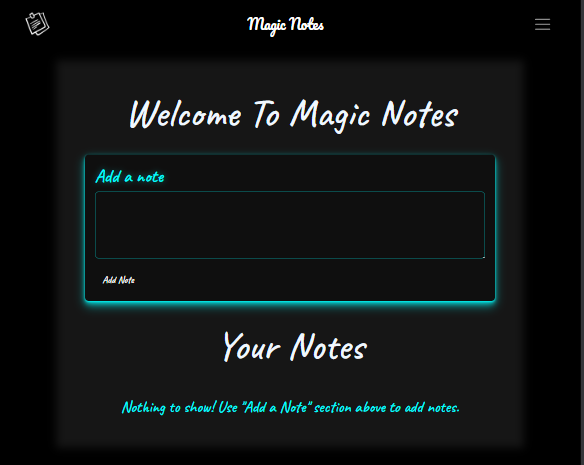 Magic Notes
Welcome To Magic Notes
Add a note
Add Note
Your Notes
Nothing to show! Use "Add a Note" section above to add notes.